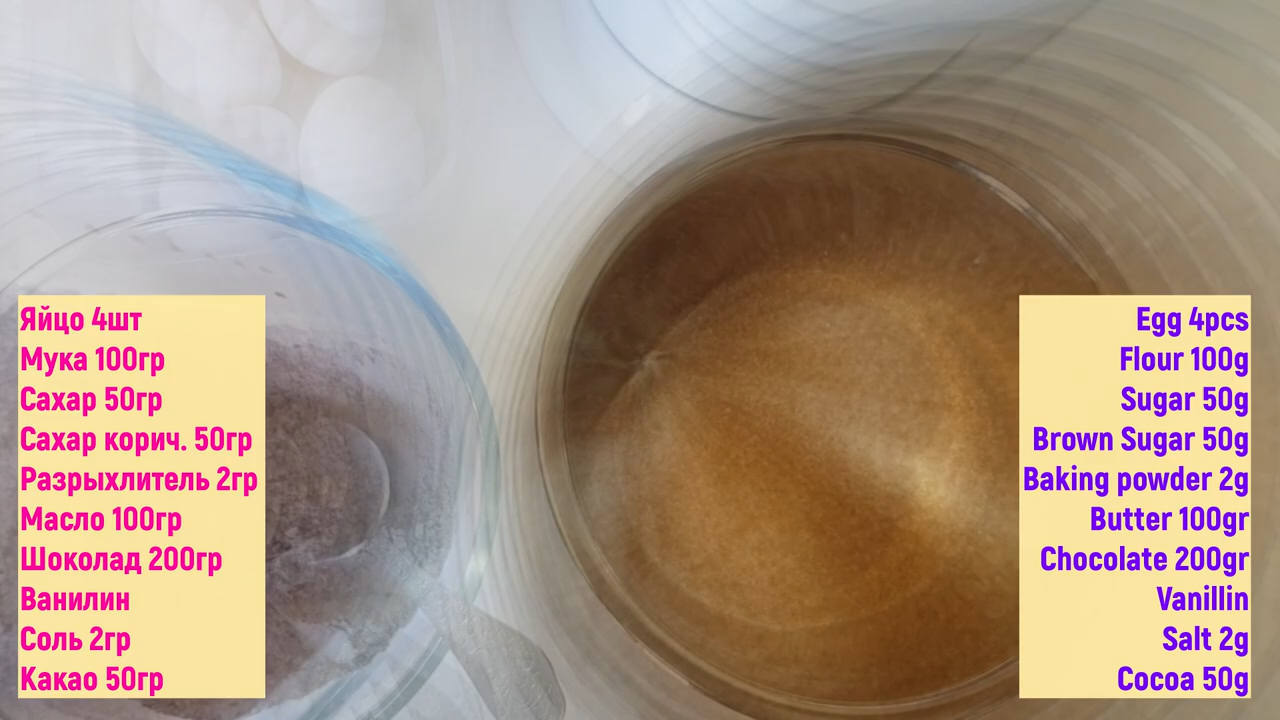 Яйцо 4шт
Мука 100гр
Сахар 50гр
Сахар корич. 50гр
Разрыхлитель 2гр
Масло 100гр
Шоколад 200гр
Ванилин
Соль 2гр
Какао 50гр
Egg 4pcs
Flour 100g
Sugar 50g
Brown Sugar 50g
Baking powder 2g
Butter 100gr
Chocolate 200gr
Vanillin
Salt 2g
Cocoa 50g